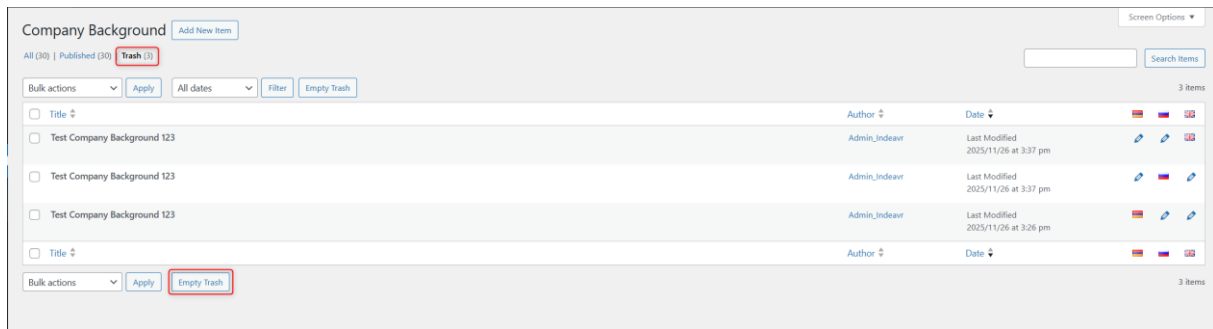 Screen Options ▼
Company Background Add New Item
All (30) | Published (30) | Trash (3)
Search Items
Bulk actions Apply All dates Filter Empty Trash 3 items
Title Author Date
Test Company Background 123 Admin_Indeavr Last Modified
2025/11/26 at 3:37 pm
Test Company Background 123 Admin_Indeavr Last Modified
2025/11/26 at 3:37 pm
Test Company Background 123 Admin_Indeavr Last Modified
2025/11/26 at 3:26 pm
Title Author Date
Bulk actions Apply Empty Trash 3 items